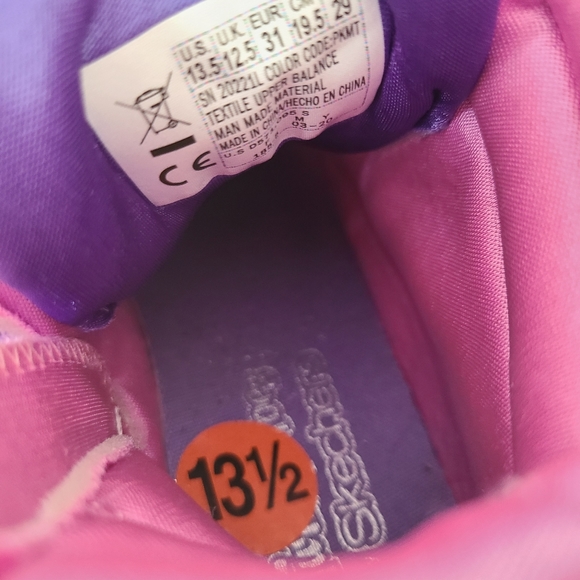 U.S. U.K. EUR CHN
13.5 12.5 31 19.5 29
SN 20221L COLOR CODE:PKMT
TEXTILE UPPER BALANCE
MAN MADE MATERIAL
MADE IN CHINA/HECHO EN CHINA
CE
13½
Skechers